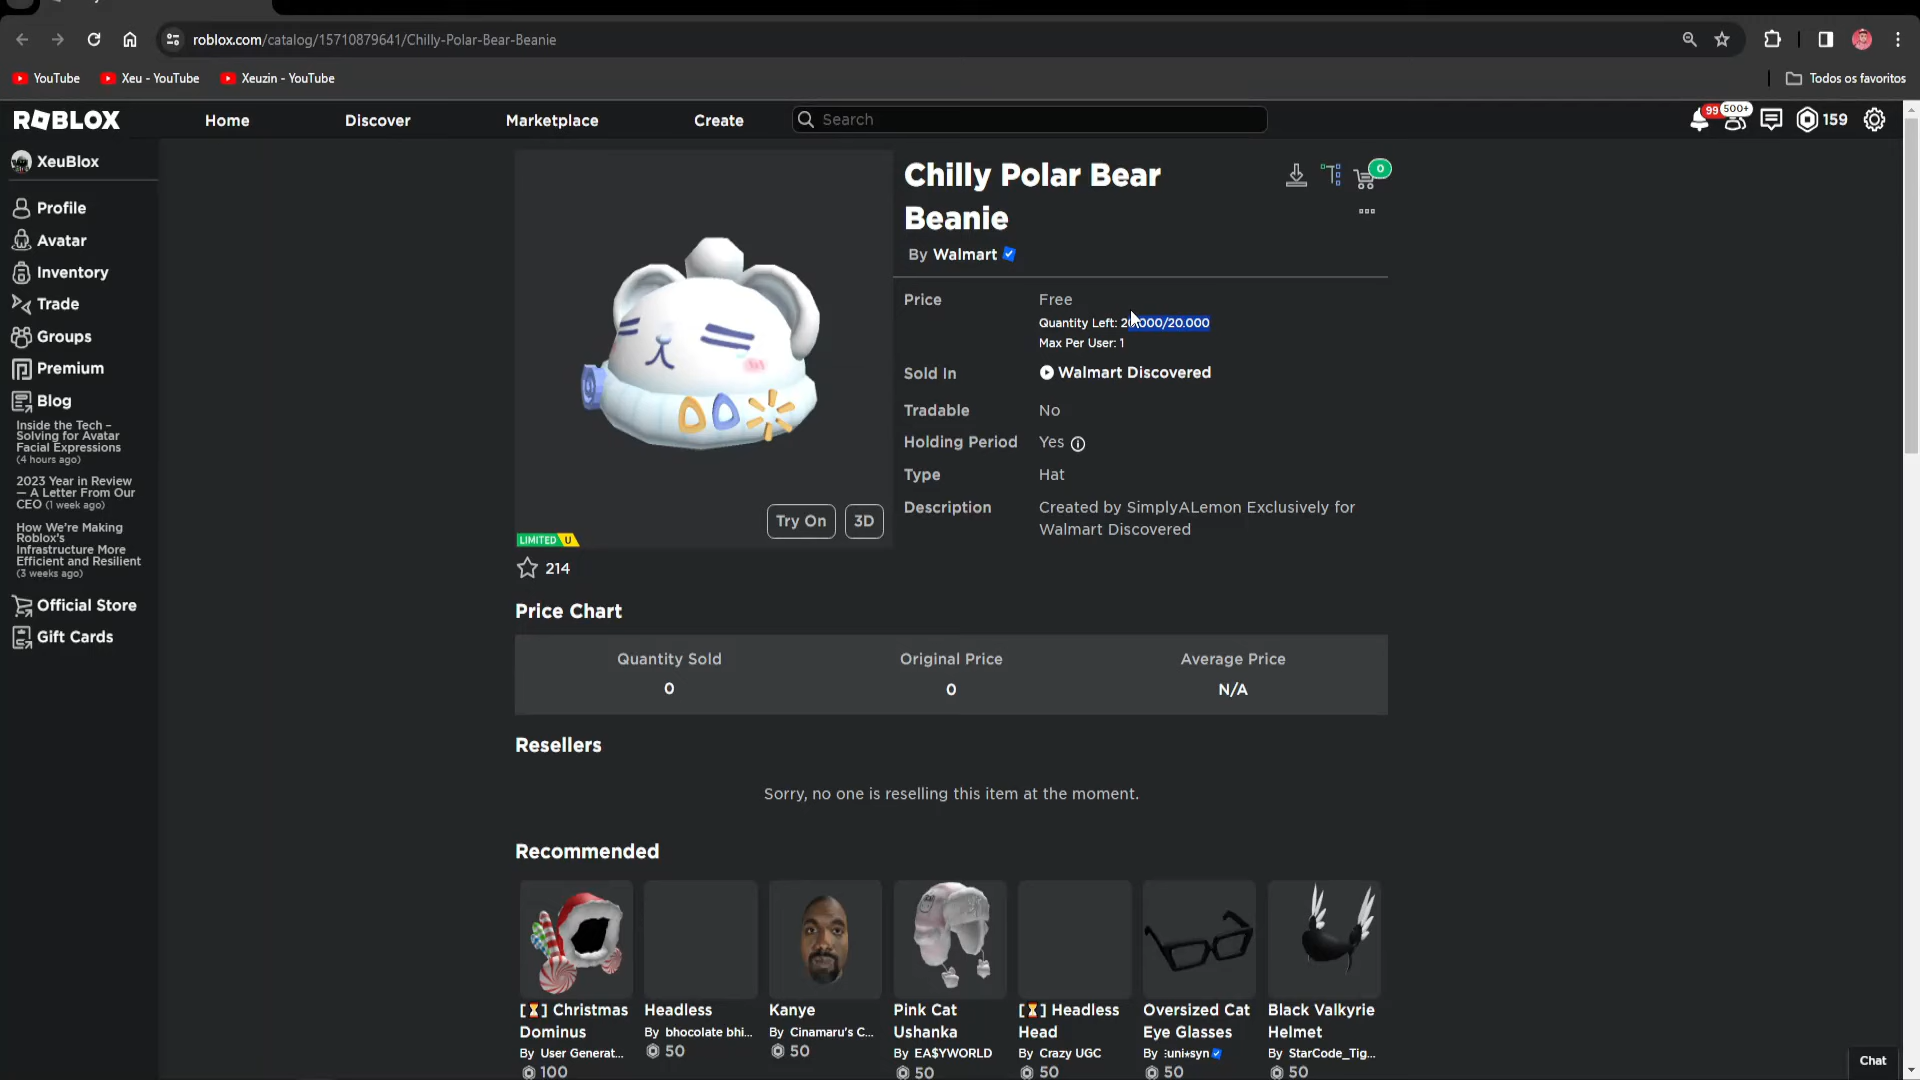 roblox.com/catalog/15710879641/Chilly-Polar-Bear-Beanie
YouTube
Xeu - YouTube
Xeuzin - YouTube
Todos os favoritos
ROBLOX
Home
Discover
Marketplace
Create
Search
99
500+
159
XeuBlox
Profile
Avatar
Inventory
Trade
Groups
Premium
Blog
Inside the Tech –
Solving for Avatar
Facial Expressions
(4 hours ago)
2023 Year in Review
— A Letter From Our
CEO (1 week ago)
How We're Making
Roblox's
Infrastructure More
Efficient and Resilient
(3 weeks ago)
Official Store
Gift Cards
Try On
3D
LIMITED U
214
Chilly Polar Bear
Beanie
0
By Walmart
Price
Free
Quantity Left: 20.000/20.000
Max Per User: 1
Sold In
Walmart Discovered
Tradable
No
Holding Period
Yes
Type
Hat
Description
Created by SimplyALemon Exclusively for
Walmart Discovered
Price Chart
Quantity Sold
Original Price
Average Price
0
0
N/A
Resellers
Sorry, no one is reselling this item at the moment.
Recommended
[⏳] Christmas
Dominus
By User Generat...
100
Headless
By bhocolate bhi...
50
Kanye
By Cinamaru's C...
50
Pink Cat
Ushanka
By EA$YWORLD
50
[⏳] Headless
Head
By Crazy UGC
50
Oversized Cat
Eye Glasses
By
50
Black Valkyrie
Helmet
By StarCode_Tig...
50
Chat